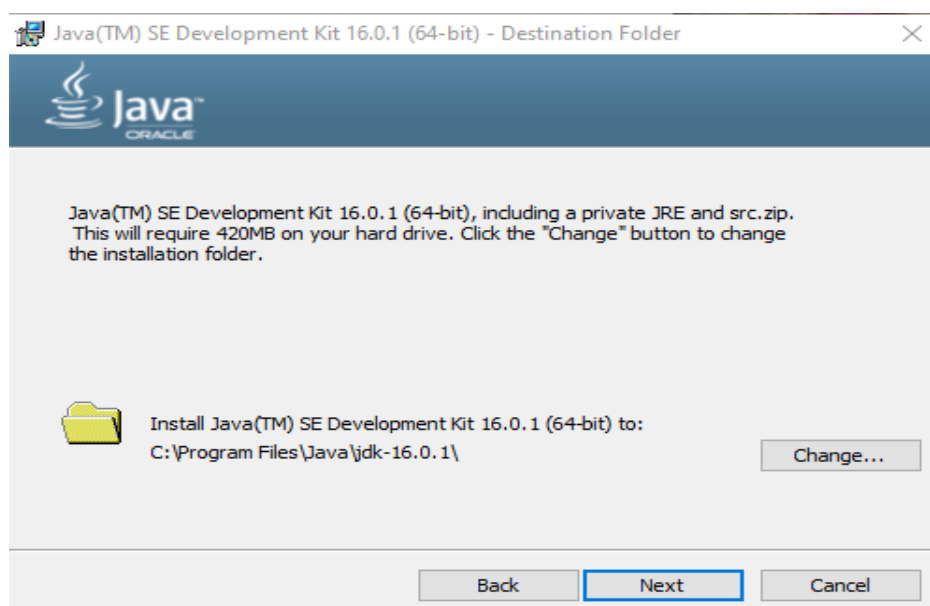 Java(TM) SE Development Kit 16.0.1 (64-bit) - Destination Folder
Java™
ORACLE
Java(TM) SE Development Kit 16.0.1 (64-bit), including a private JRE and src.zip.
This will require 420MB on your hard drive. Click the "Change" button to change
the installation folder.
Install Java(TM) SE Development Kit 16.0.1 (64-bit) to:
C:\Program Files\Java\jdk-16.0.1\
Change...
Back
Next
Cancel